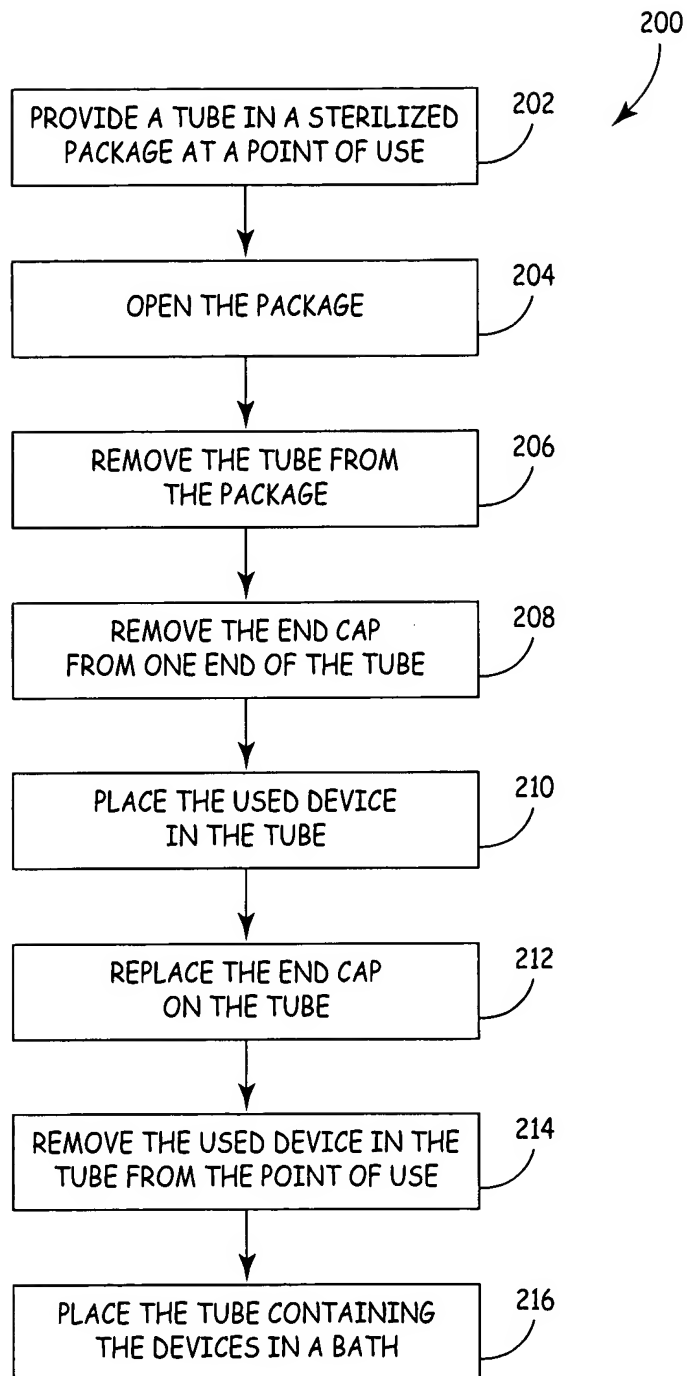 200
PROVIDE A TUBE IN A STERILIZED
PACKAGE AT A POINT OF USE
202
OPEN THE PACKAGE
204
REMOVE THE TUBE FROM
THE PACKAGE
206
REMOVE THE END CAP
FROM ONE END OF THE TUBE
208
PLACE THE USED DEVICE
IN THE TUBE
210
REPLACE THE END CAP
ON THE TUBE
212
REMOVE THE USED DEVICE IN THE
TUBE FROM THE POINT OF USE
214
PLACE THE TUBE CONTAINING
THE DEVICES IN A BATH
216